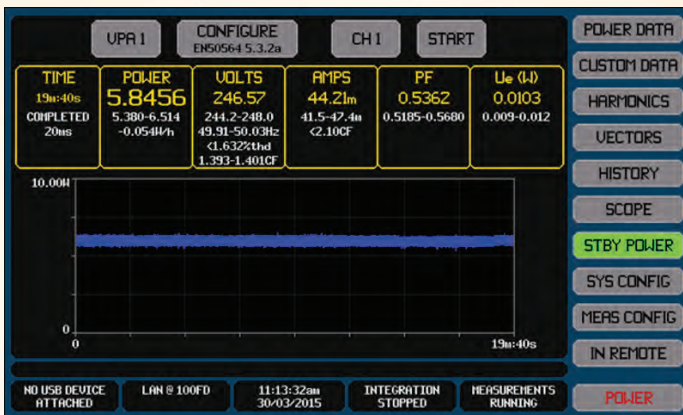 VPA 1
CONFIGURE
EN50564 5.3.2a
CH 1
START
TIME
19m:40s
COMPLETED
20ms
POWER
5.8456
5.380-6.514
-0.054W/h
VOLTS
246.57
244.2-248.0
49.91-50.03Hz
<1.632%thd
1.393-1.401CF
AMPS
44.21m
41.5-47.4m
<2.10CF
PF
0.5362
0.5185-0.5680
Ue (W)
0.0103
0.009-0.012
10.00W
0
0
19m:40s
NO USB DEVICE
ATTACHED
LAN @ 100FD
11:13:32am
30/03/2015
INTEGRATION
STOPPED
MEASUREMENTS
RUNNING
POWER DATA
CUSTOM DATA
HARMONICS
VECTORS
HISTORY
SCOPE
STBY POWER
SYS CONFIG
MEAS CONFIG
IN REMOTE
POWER